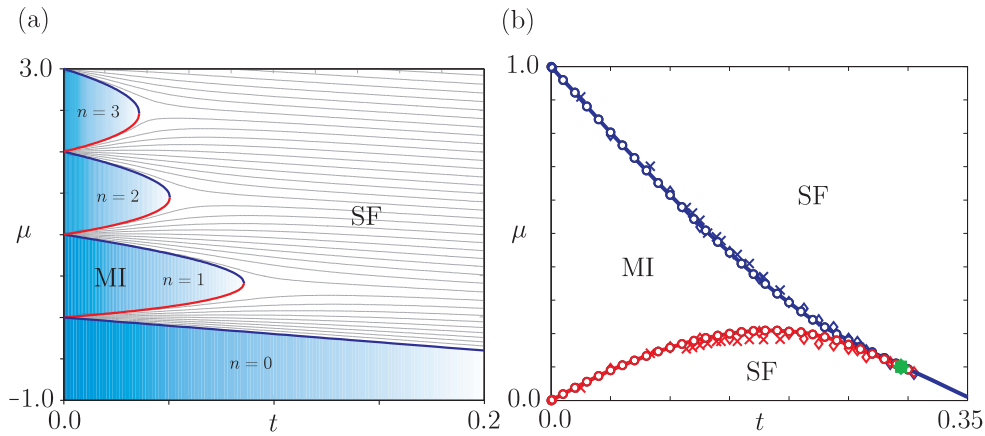 (a)
3.0
n = 3
n = 2
SF
μ
MI
n = 1
n = 0
−1.0
0.0
t
0.2
(b)
1.0
SF
μ
MI
SF
0.0
0.0
t
0.35